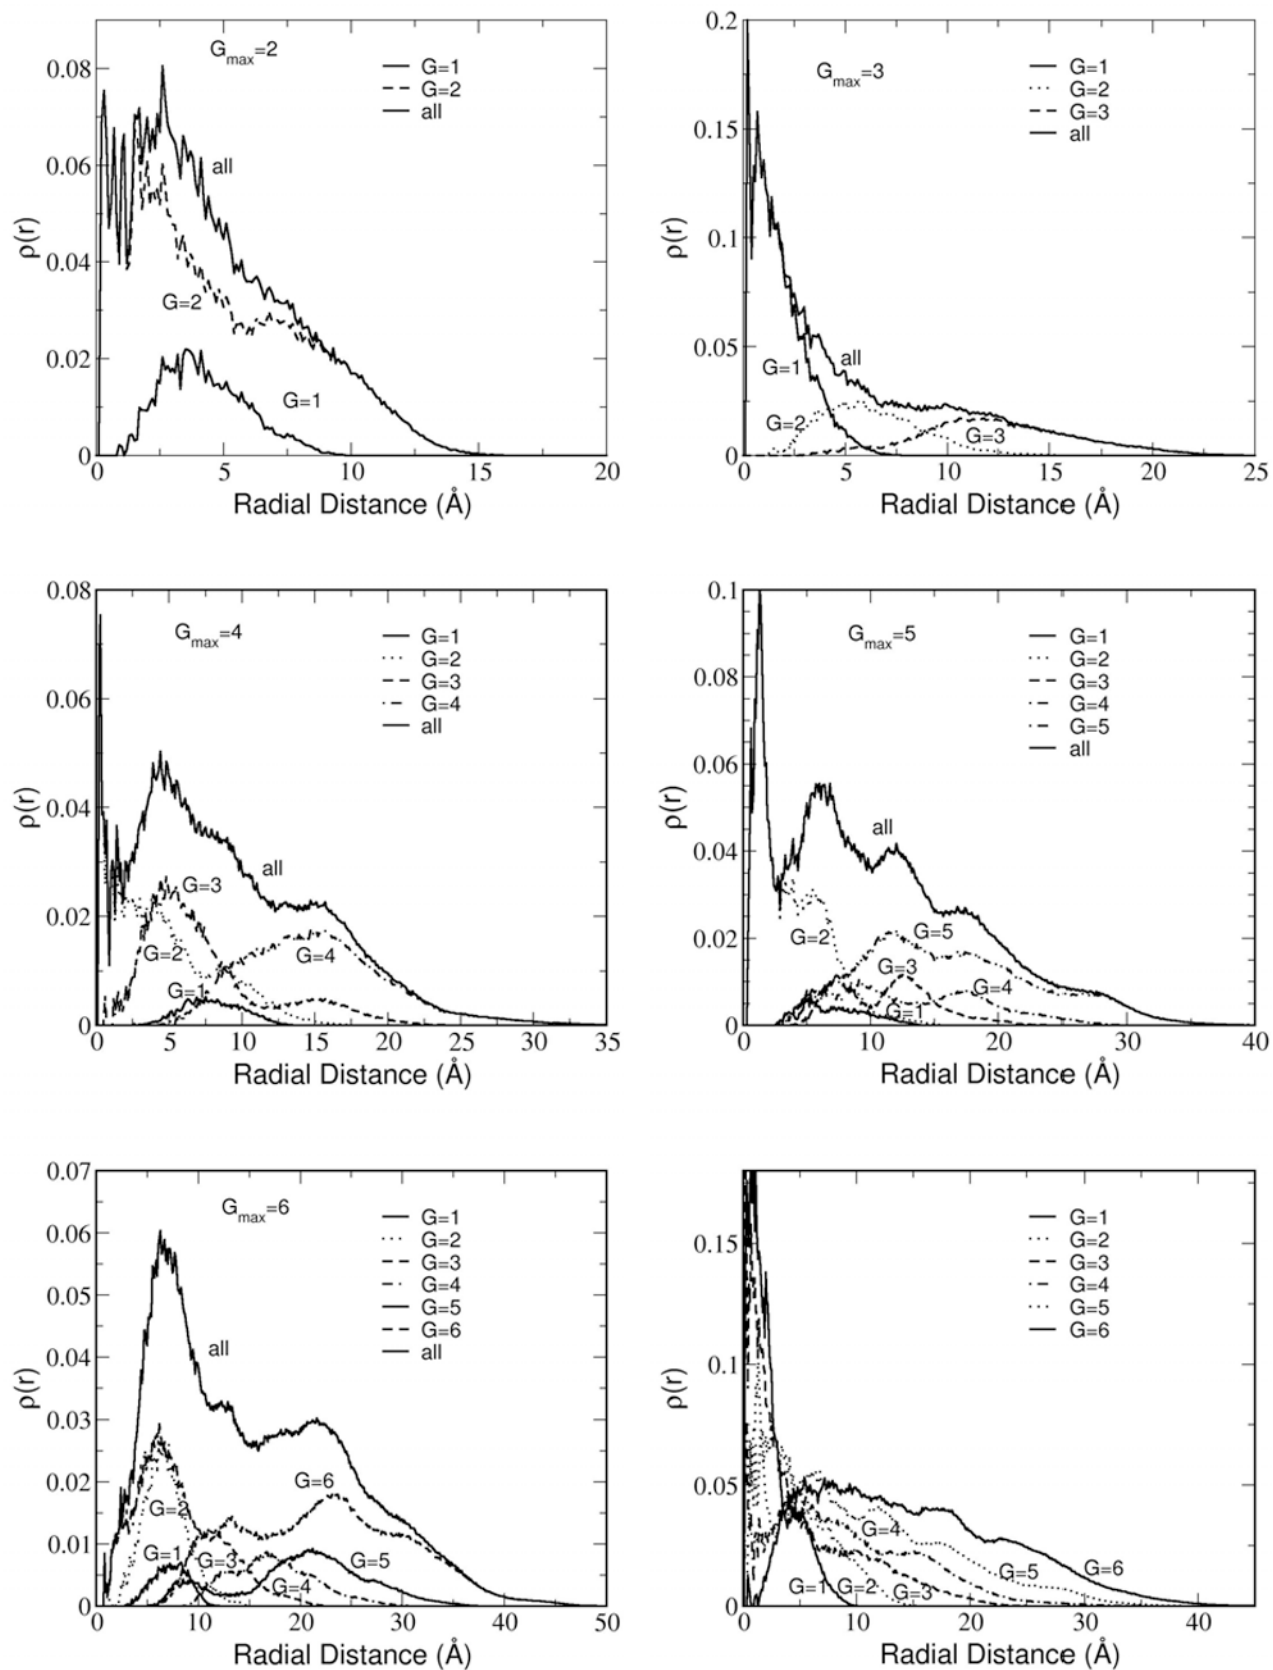 G_max=2
G=1
G=2
all
all
G=2
G=1
0.08
0.06
0.04
0.02
0
0 5 10 15 20
ρ(r)
Radial Distance (Å)
G_max=3
G=1
G=2
G=3
all
all
G=1
G=2
G=3
0.2
0.15
0.1
0.05
0
0 5 10 15 20 25
ρ(r)
Radial Distance (Å)
G_max=4
G=1
G=2
G=3
G=4
all
all
G=3
G=2
G=4
G=1
0.08
0.06
0.04
0.02
0
0 5 10 15 20 25 30 35
ρ(r)
Radial Distance (Å)
G_max=5
G=1
G=2
G=3
G=4
G=5
all
all
G=2
G=5
G=3
G=4
G=1
0.1
0.08
0.06
0.04
0.02
0
0 10 20 30 40
ρ(r)
Radial Distance (Å)
G_max=6
G=1
G=2
G=3
G=4
G=5
G=6
all
all
G=6
G=2
G=1
G=3
G=5
G=4
0.07
0.06
0.05
0.04
0.03
0.02
0.01
0
0 10 20 30 40 50
ρ(r)
Radial Distance (Å)
G=1
G=2
G=3
G=4
G=5
G=6
G=4
G=5
G=6
G=1
G=2
G=3
0.15
0.1
0.05
0
0 10 20 30 40
ρ(r)
Radial Distance (Å)